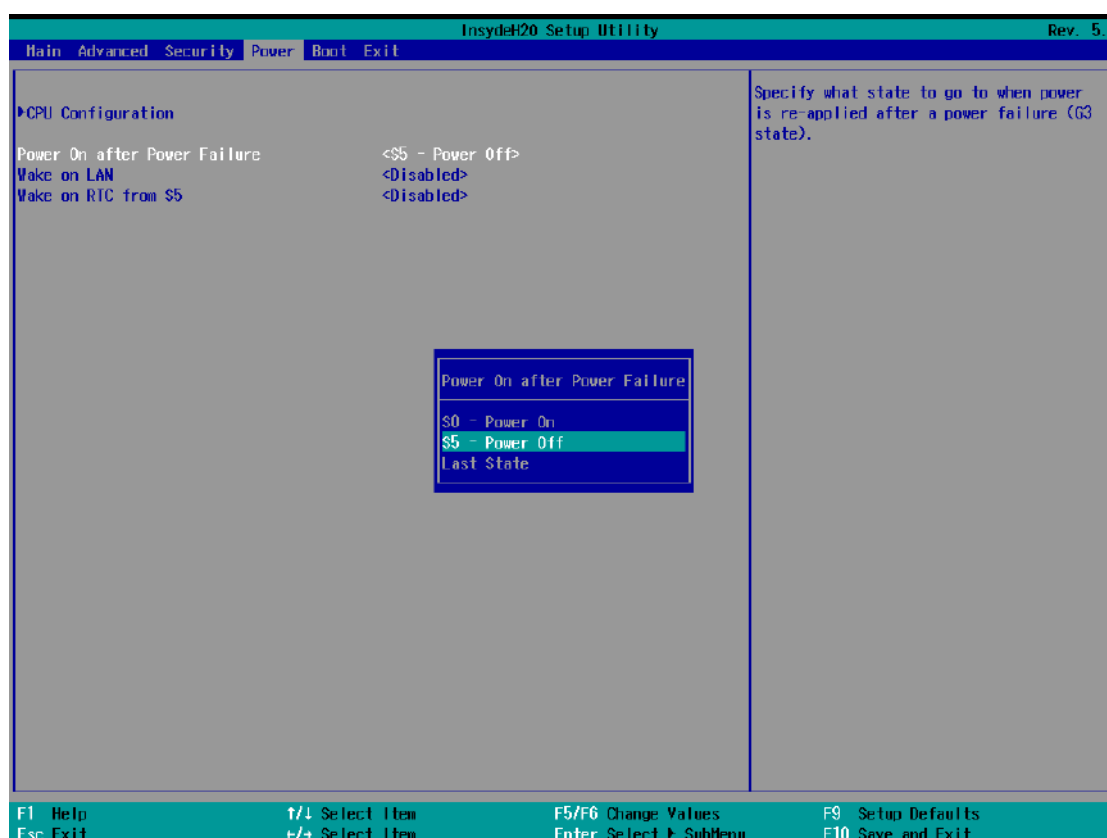 InsydeH20 Setup Utility Rev. 5.
Main Advanced Security Power Boot Exit
▶CPU Configuration
Power On after Power Failure <S5 - Power Off>
Wake on LAN <Disabled>
Wake on RTC from S5 <Disabled>
Specify what state to go to when power
is re-applied after a power failure (G3
state).
Power On after Power Failure
S0 - Power On
S5 - Power Off
Last State
F1 Help ↑/↓ Select Item F5/F6 Change Values F9 Setup Defaults
Esc Exit ←/→ Select Item Enter Select ▶ SubMenu F10 Save and Exit